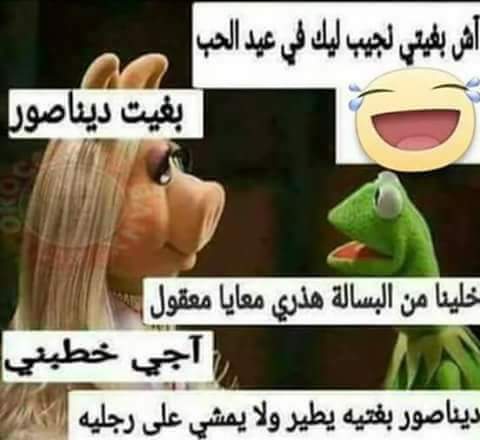 آش بغيتي نجيب ليك في عيد الحب
بغيت ديناصور
خلينا من البسالة هذري معايا معقول
آجي خطبني
ديناصور بغتيه يطير ولا يمشي على رجليه